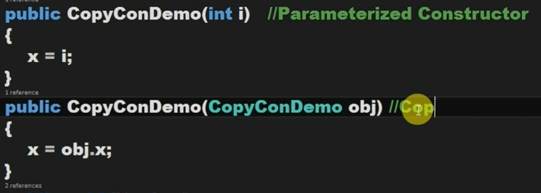 public CopyConDemo(int i) //Parameterized Constructor
{
x = i;
}
1 reference
public CopyConDemo(CopyConDemo obj) //Cop
{
x = obj.x;
}
2 references